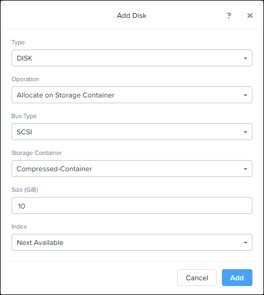 Add Disk
?
×
Type
DISK
Operation
Allocate on Storage Container
Bus Type
SCSI
Storage Container
Compressed-Container
Size (GiB)
10
Index
Next Available
Cancel
Add